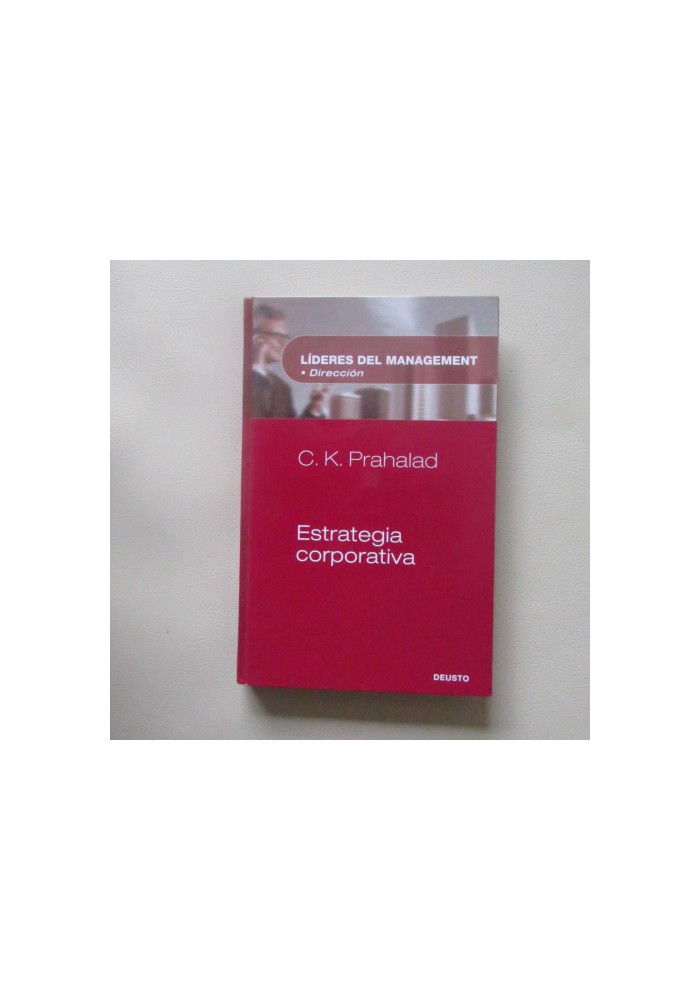 LÍDERES DEL MANAGEMENT
• Dirección
C. K. Prahalad
Estrategia
corporativa
DEUSTO